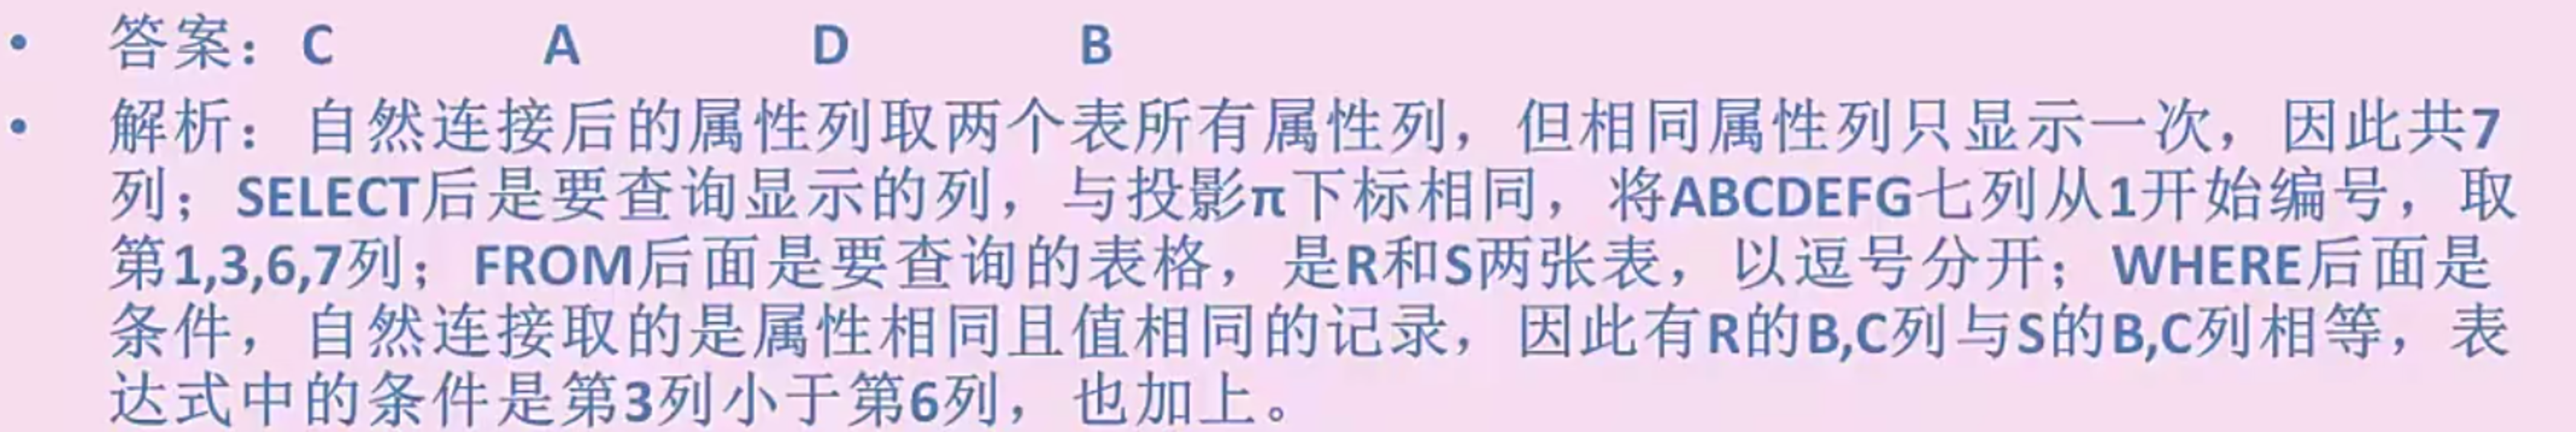 • 答案：C A D B
• 解析：自然连接后的属性列取两个表所有属性列，但相同属性列只显示一次，因此共7
列；SELECT后是要查询显示的列，与投影π下标相同，将ABCDEFG七列从1开始编号，取
第1,3,6,7列；FROM后面是要查询的表格，是R和S两张表，以逗号分开；WHERE后面是
条件，自然连接取的是属性相同且值相同的记录，因此有R的B,C列与S的B,C列相等，表
达式中的条件是第3列小于第6列，也加上。